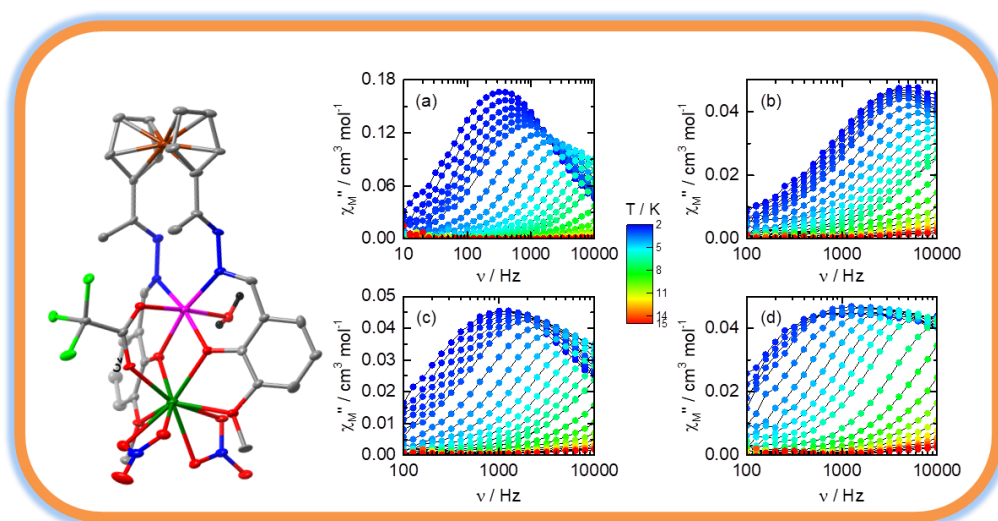 (a)
χM'' / cm³ mol⁻¹
0.18
0.12
0.06
0.00
10
100
1000
10000
ν / Hz
(b)
χM'' / cm³ mol⁻¹
0.04
0.02
0.00
100
1000
10000
ν / Hz
T / K
2
5
8
11
14
15
(c)
χM'' / cm³ mol⁻¹
0.05
0.04
0.03
0.02
0.01
0
100
1000
10000
ν / Hz
(d)
χM'' / cm³ mol⁻¹
0.04
0.02
0.00
100
1000
10000
ν / Hz